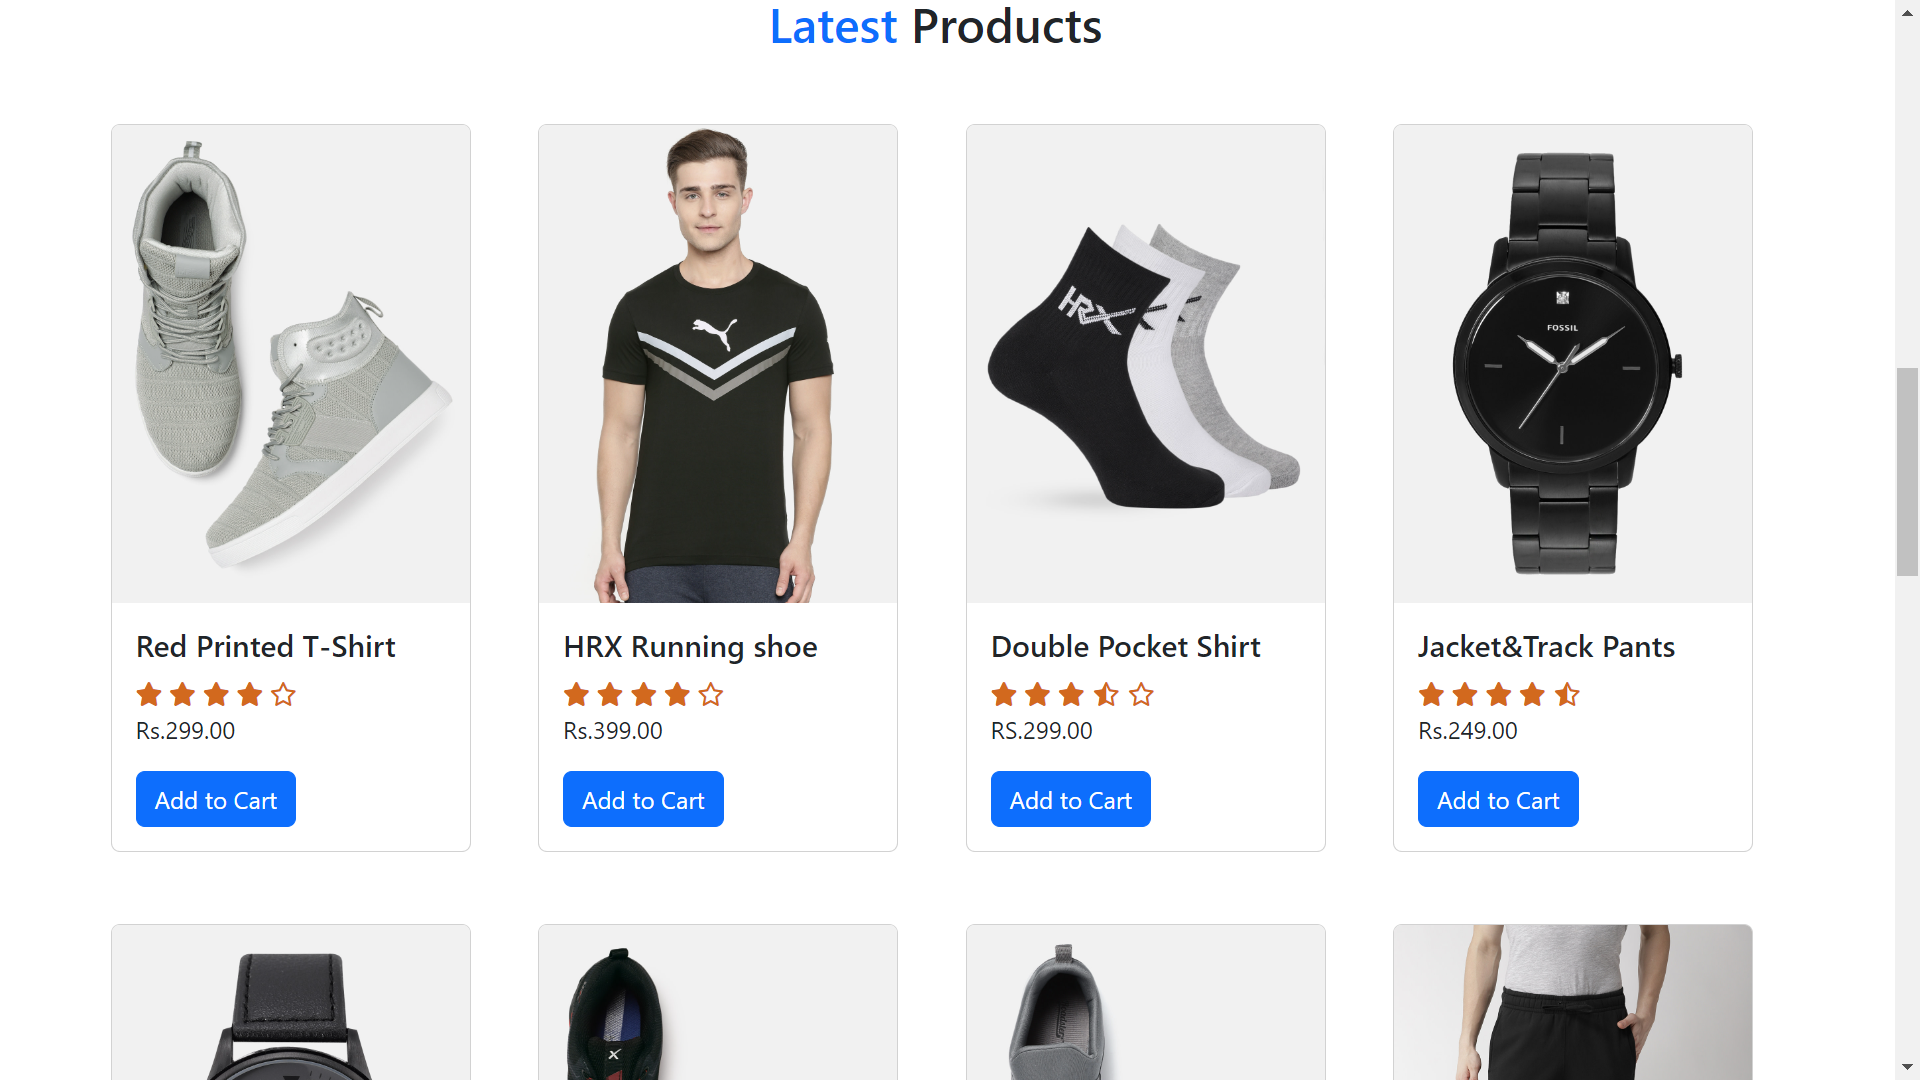 Latest Products
HRX
FOSSIL
Red Printed T-Shirt
HRX Running shoe
Double Pocket Shirt
Jacket&Track Pants
Rs.299.00
Rs.399.00
RS.299.00
Rs.249.00
Add to Cart
Add to Cart
Add to Cart
Add to Cart
X